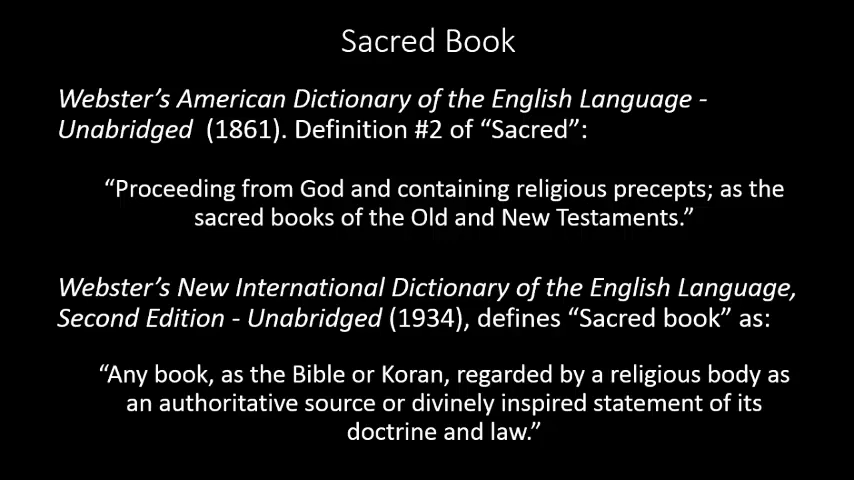 Sacred Book
Webster’s American Dictionary of the English Language -
Unabridged (1861). Definition #2 of “Sacred”:
“Proceeding from God and containing religious precepts; as the
sacred books of the Old and New Testaments.”
Webster’s New International Dictionary of the English Language,
Second Edition - Unabridged (1934), defines “Sacred book” as:
“Any book, as the Bible or Koran, regarded by a religious body as
an authoritative source or divinely inspired statement of its
doctrine and law.”